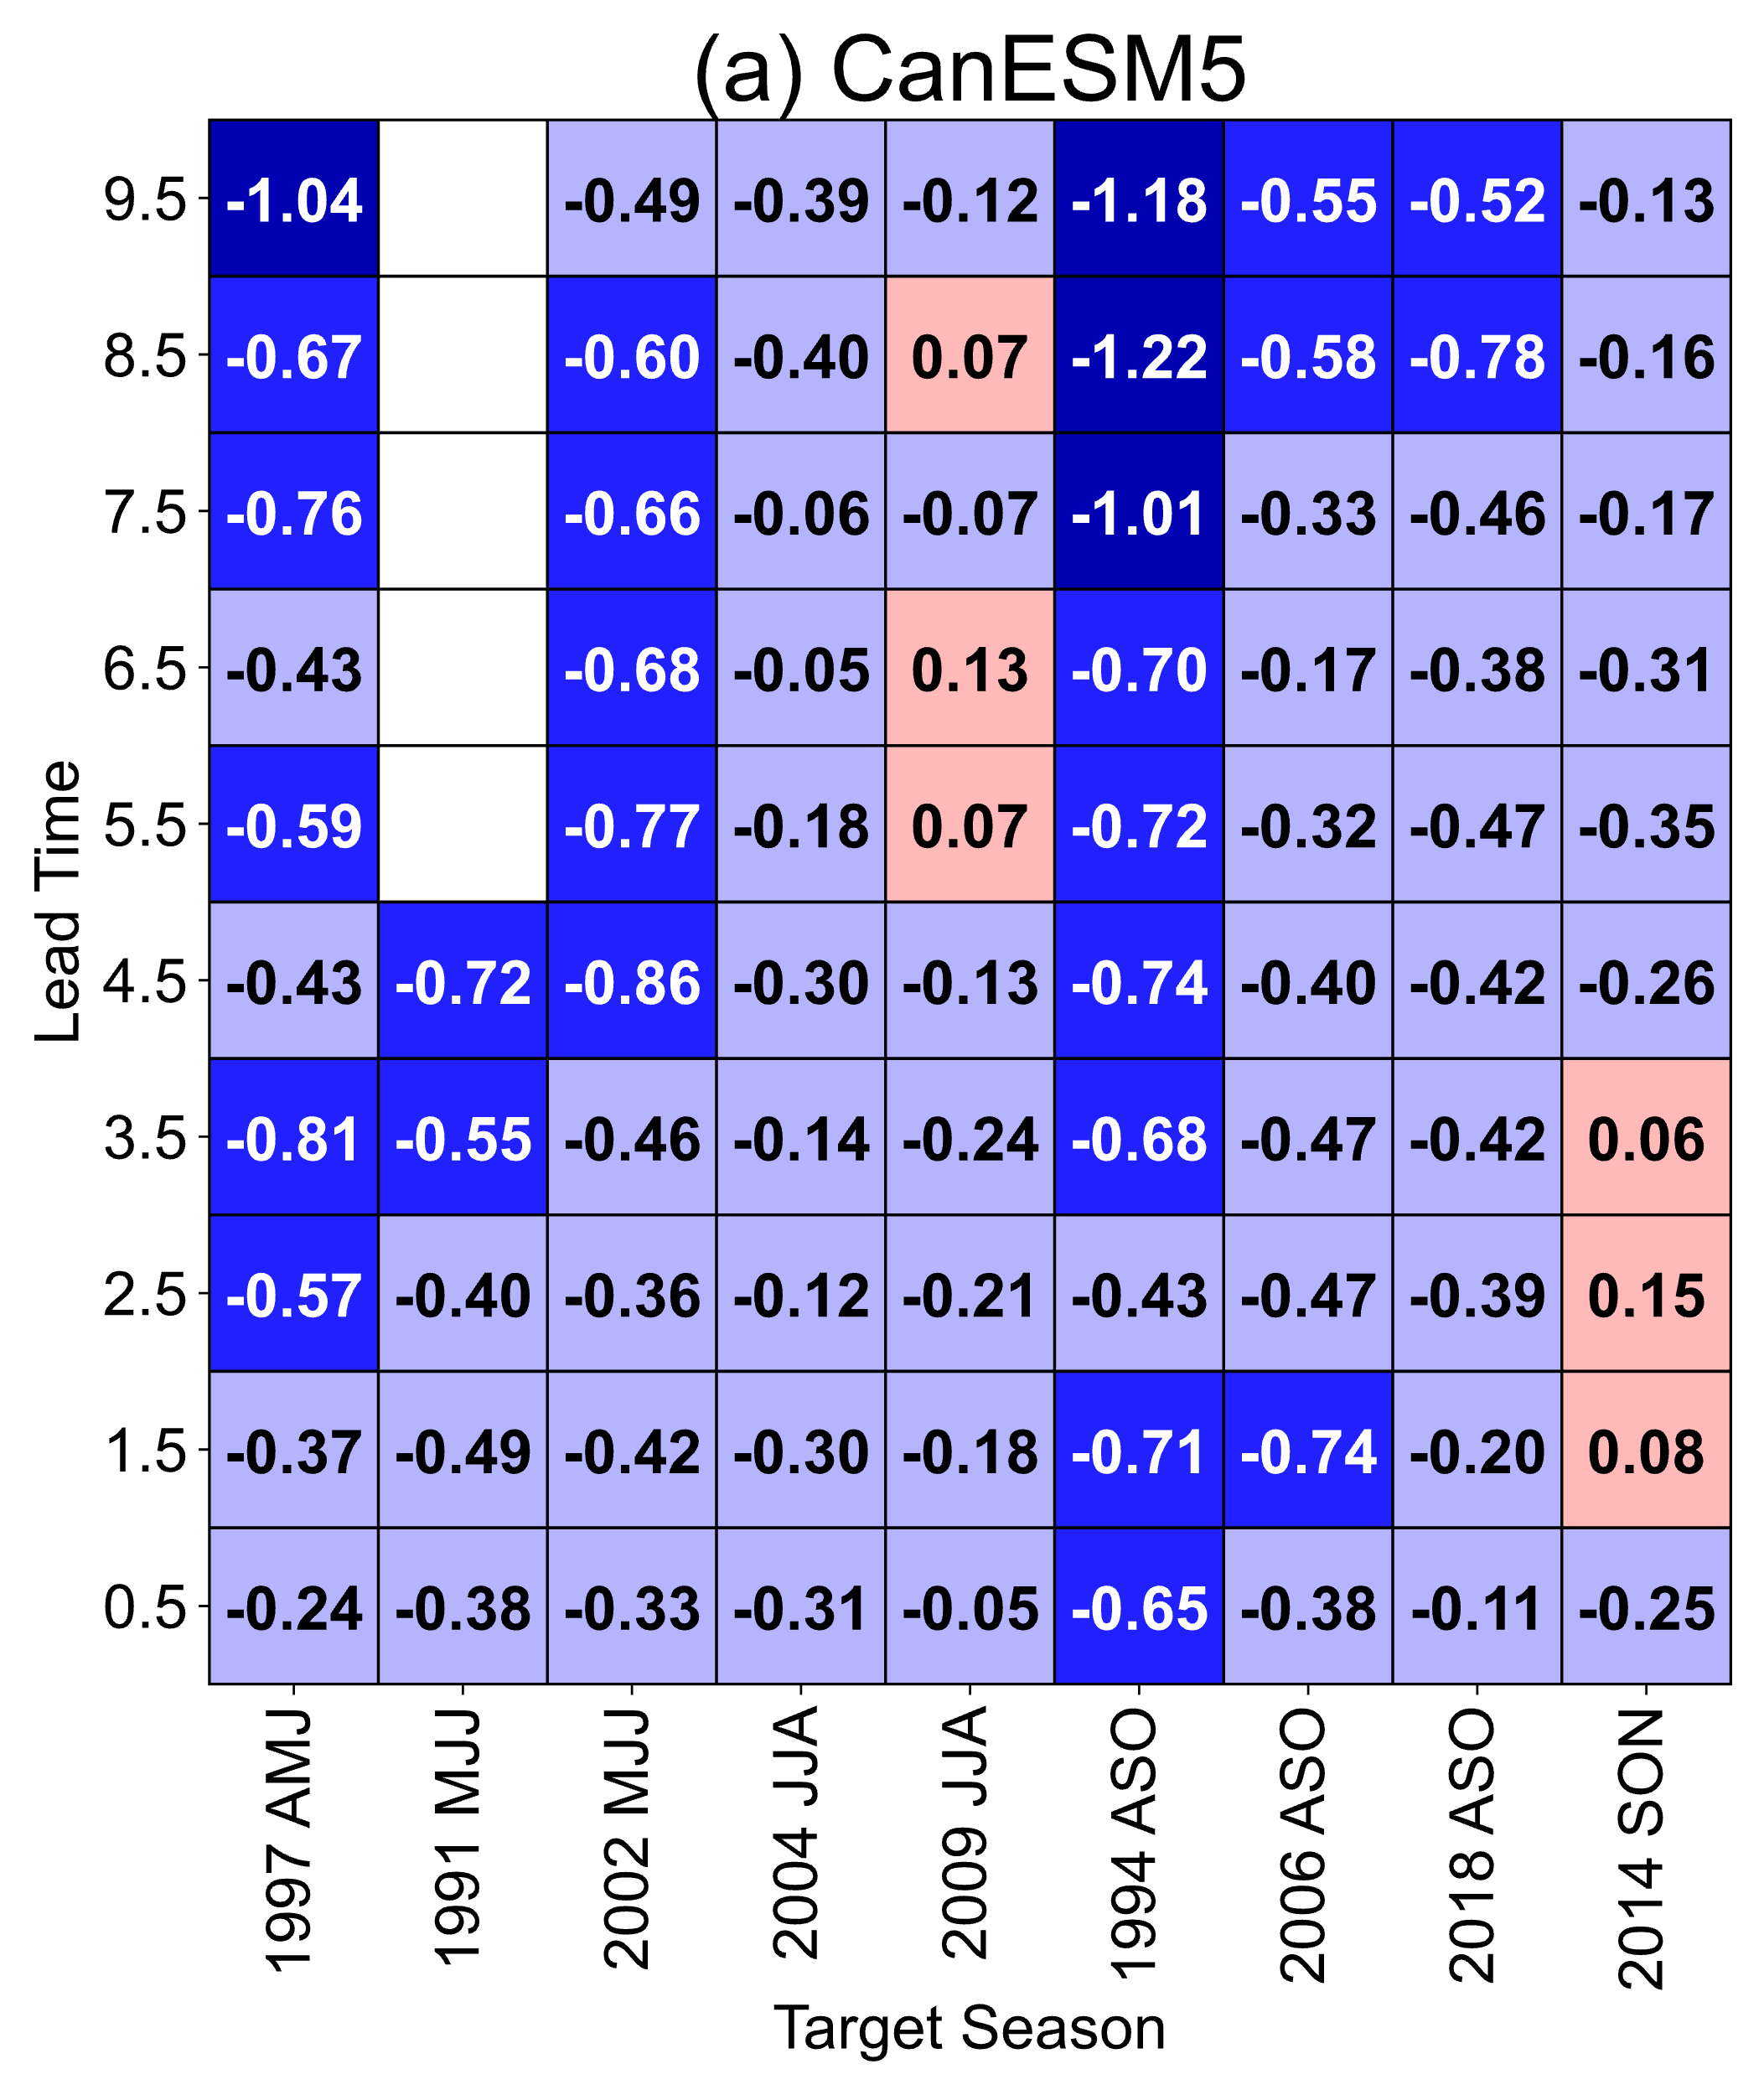 (a) CanESM5
9.5 -1.04 -0.49 -0.39 -0.12 -1.18 -0.55 -0.52 -0.13
8.5 -0.67 -0.60 -0.40 0.07 -1.22 -0.58 -0.78 -0.16
7.5 -0.76 -0.66 -0.06 -0.07 -1.01 -0.33 -0.46 -0.17
6.5 -0.43 -0.68 -0.05 0.13 -0.70 -0.17 -0.38 -0.31
5.5 -0.59 -0.77 -0.18 0.07 -0.72 -0.32 -0.47 -0.35
4.5 -0.43 -0.72 -0.86 -0.30 -0.13 -0.74 -0.40 -0.42 -0.26
3.5 -0.81 -0.55 -0.46 -0.14 -0.24 -0.68 -0.47 -0.42 0.06
2.5 -0.57 -0.40 -0.36 -0.12 -0.21 -0.43 -0.47 -0.39 0.15
1.5 -0.37 -0.49 -0.42 -0.30 -0.18 -0.71 -0.74 -0.20 0.08
0.5 -0.24 -0.38 -0.33 -0.31 -0.05 -0.65 -0.38 -0.11 -0.25
Lead Time
1997 AMJ
1991 MJJ
2002 MJJ
2004 JJA
2009 JJA
1994 ASO
2006 ASO
2018 ASO
2014 SON
Target Season